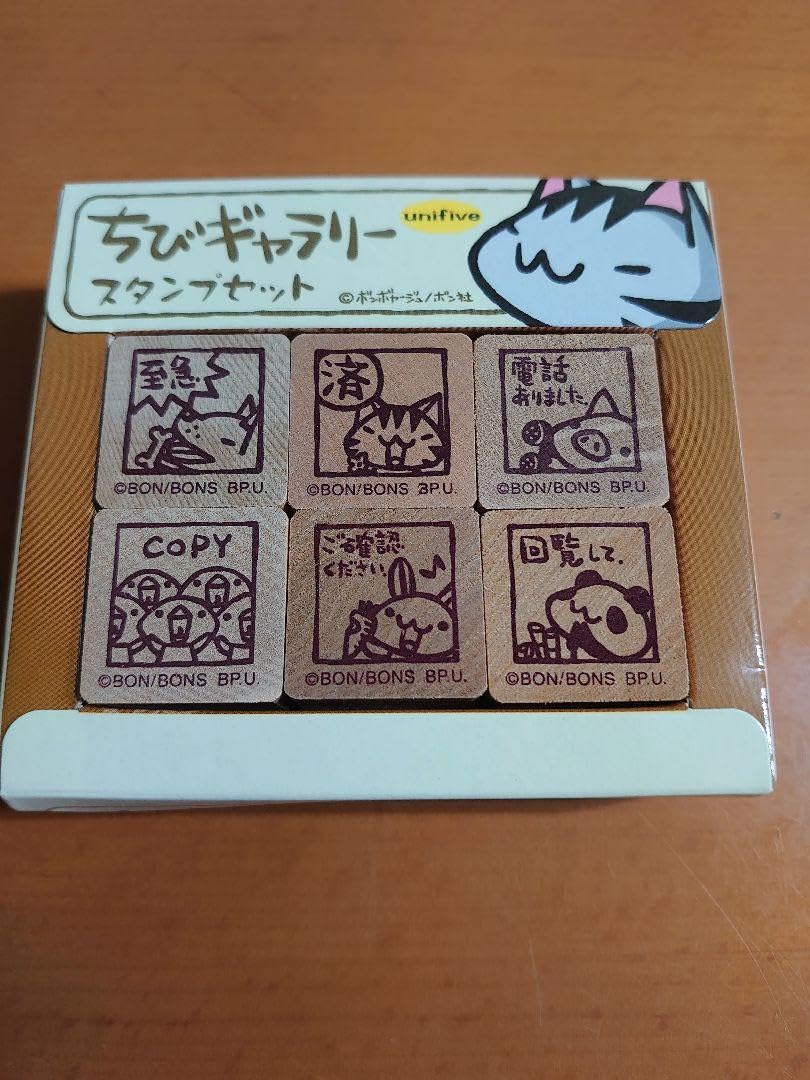 ちびギャラリー
unifive
スタンプセット
©ボンボヤージュ/ボン社
至急
済
電話
ありました。
©BON/BONS BP.U.
©BON/BONS BP.U.
©BON/BONS BP.U.
COPY
ご確認
ください。
回覧して、
©BON/BONS BP.U.
©BON/BONS BP.U.
©BON/BONS BP.U.